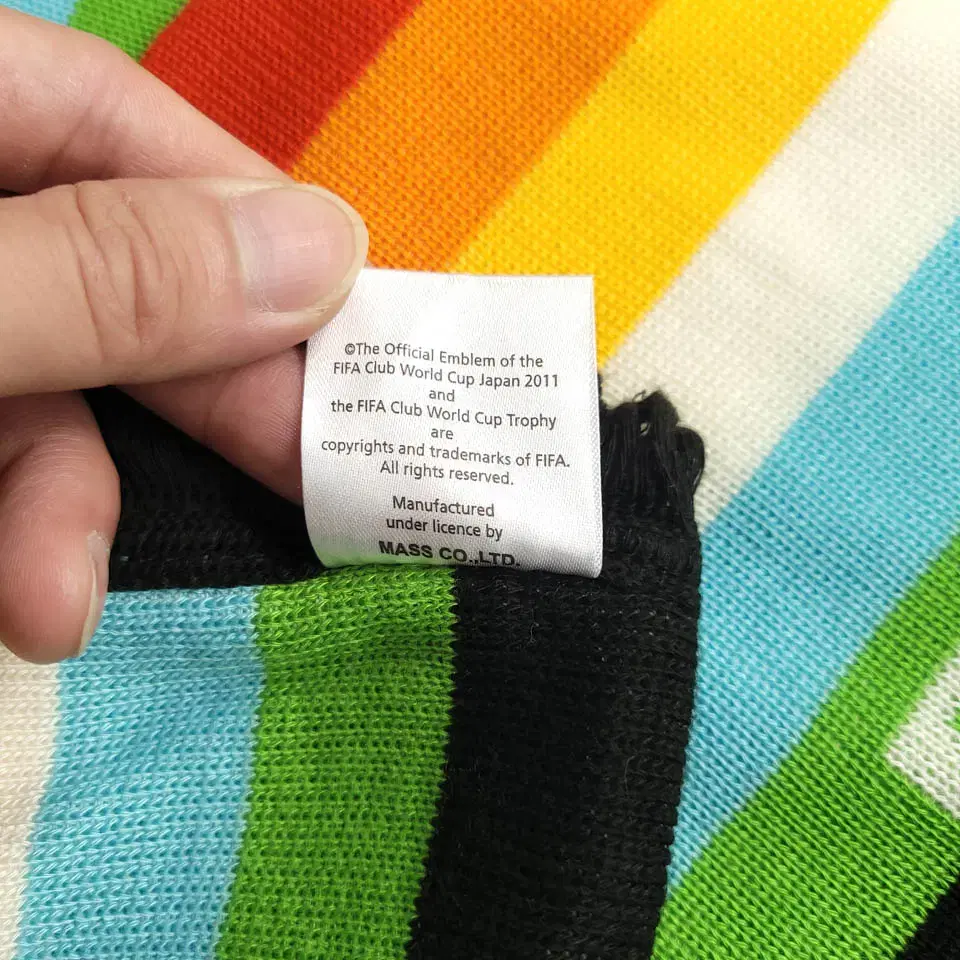 ©The Official Emblem of the
FIFA Club World Cup Japan 2011
and
the FIFA Club World Cup Trophy
are
copyrights and trademarks of FIFA.
All rights reserved.
Manufactured
under licence by
MASS CO.,LTD.